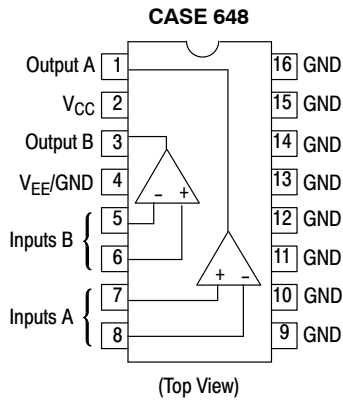 CASE 648
Output A 1 16 GND
VCC 2 15 GND
Output B 3 14 GND
VEE/GND 4 13 GND
- +
5 12 GND
Inputs B
6 11 GND
+ -
7 10 GND
Inputs A
8 9 GND
(Top View)